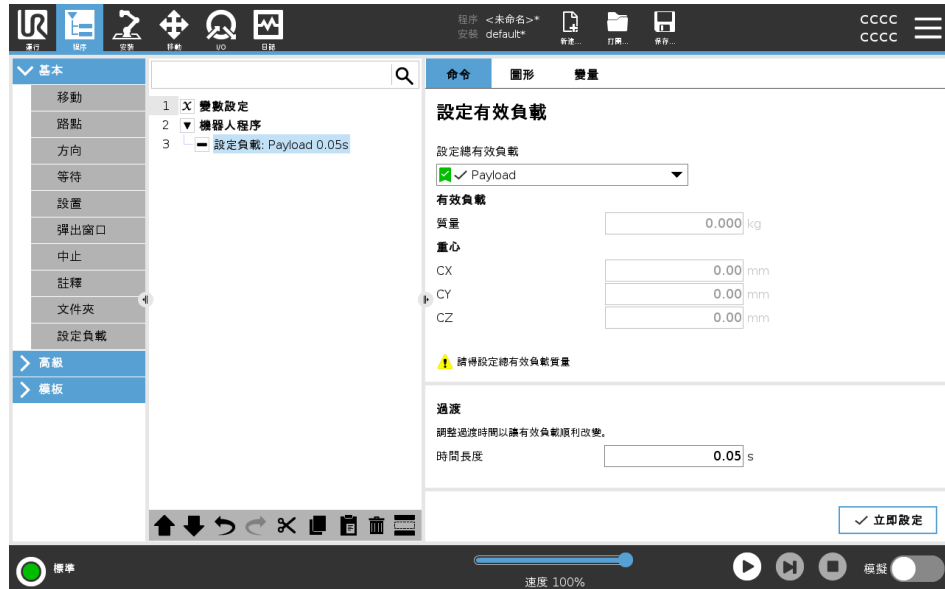 UR
運行
程序
安裝
移動
I/O
日誌
程序 <未命名>*
安裝 default*
新建...
打開...
保存...
CCCC
CCCC
基本
移動
路點
方向
等待
設置
彈出窗口
中止
註釋
文件夾
設定負載
高級
模板
1 X 變數設定
2 機器人程序
3 設定負載: Payload 0.05s
命令
圖形
變量
設定有效負載
設定總有效負載
Payload
有效負載
質量 0.000 kg
重心
CX 0.00 mm
CY 0.00 mm
CZ 0.00 mm
請得設定總有效負載質量
過渡
調整過渡時間以讓有效負載順利改變。
時間長度 0.05 s
立即設定
標準
速度 100%
模擬